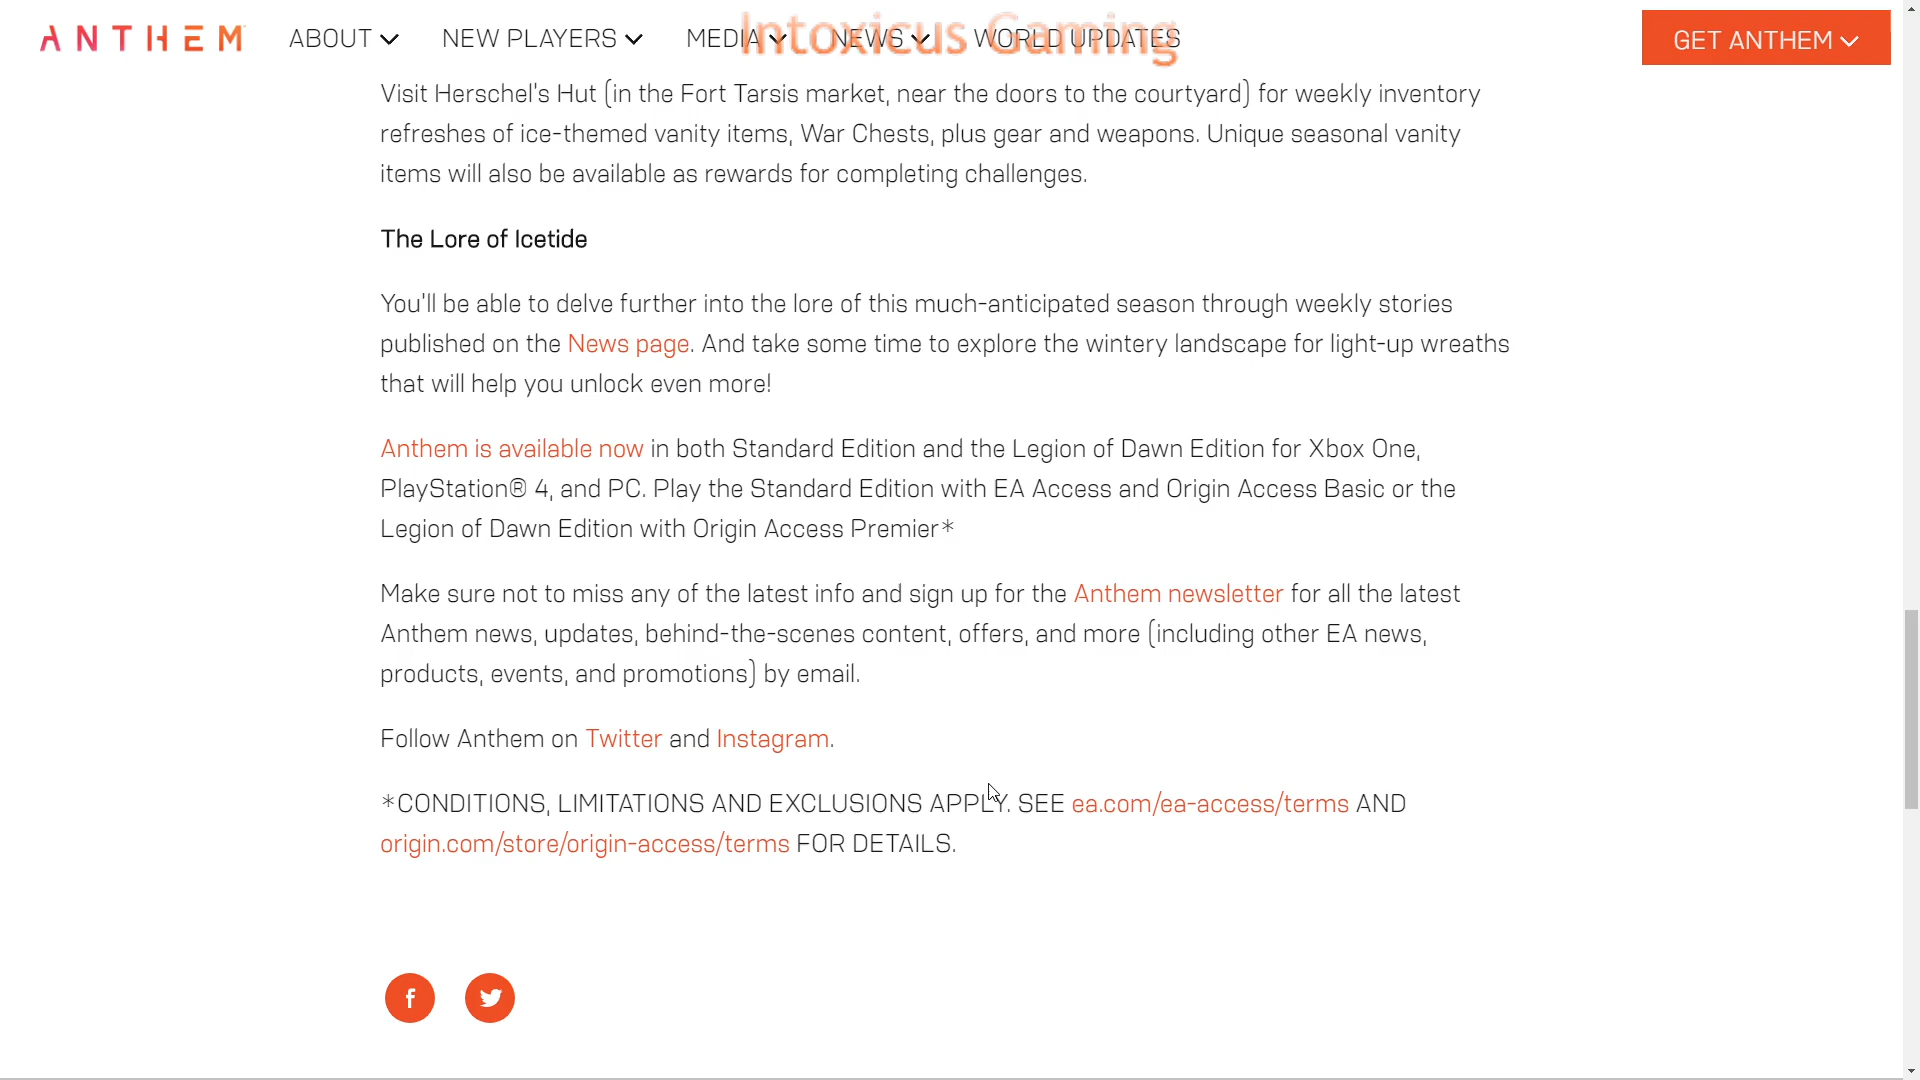 ANTHEM ABOUT NEW PLAYERS MEDIA NEWS WORLD UPDATES GET ANTHEM
Intoxicus Gaming
Visit Herschel's Hut (in the Fort Tarsis market, near the doors to the courtyard) for weekly inventory
refreshes of ice-themed vanity items, War Chests, plus gear and weapons. Unique seasonal vanity
items will also be available as rewards for completing challenges.
The Lore of Icetide
You'll be able to delve further into the lore of this much-anticipated season through weekly stories
published on the News page. And take some time to explore the wintery landscape for light-up wreaths
that will help you unlock even more!
Anthem is available now in both Standard Edition and the Legion of Dawn Edition for Xbox One,
PlayStation® 4, and PC. Play the Standard Edition with EA Access and Origin Access Basic or the
Legion of Dawn Edition with Origin Access Premier*
Make sure not to miss any of the latest info and sign up for the Anthem newsletter for all the latest
Anthem news, updates, behind-the-scenes content, offers, and more (including other EA news,
products, events, and promotions) by email.
Follow Anthem on Twitter and Instagram.
*CONDITIONS, LIMITATIONS AND EXCLUSIONS APPLY. SEE ea.com/ea-access/terms AND
origin.com/store/origin-access/terms FOR DETAILS.